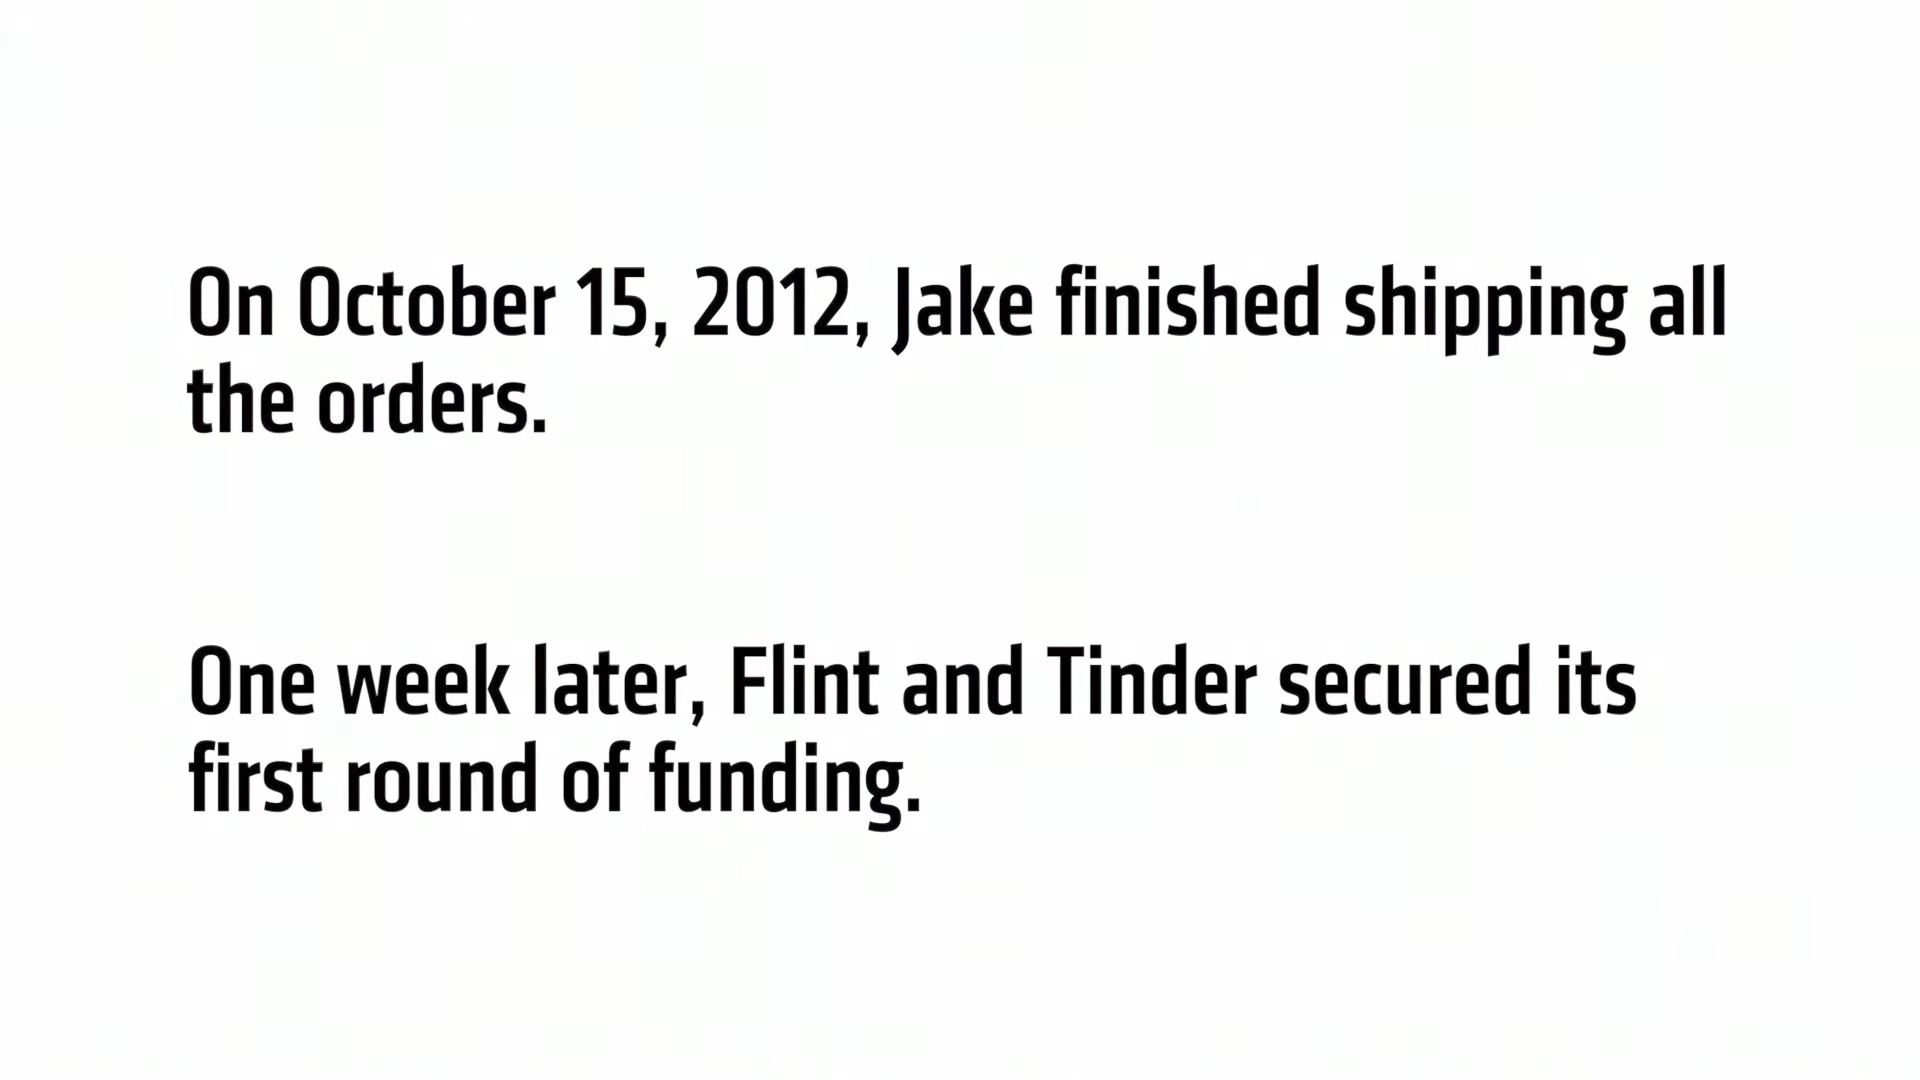 On October 15, 2012, Jake finished shipping all
the orders.
One week later, Flint and Tinder secured its
first round of funding.